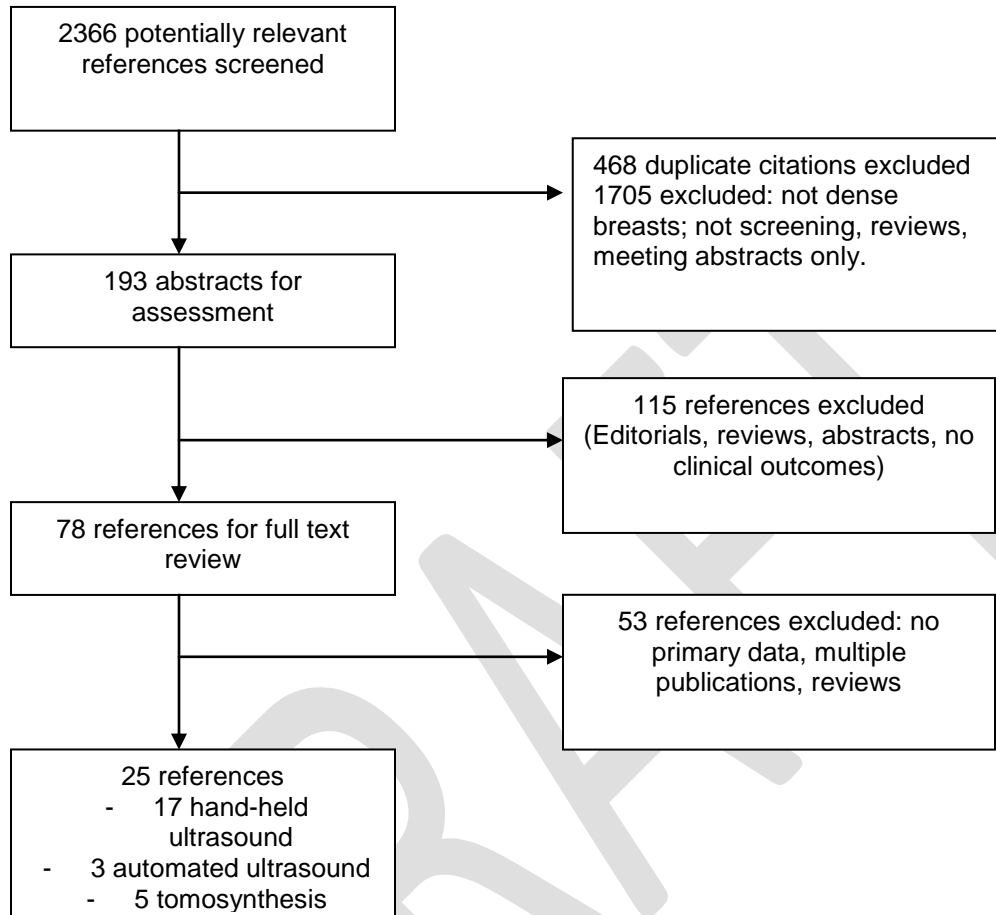 2366 potentially relevant
references screened
468 duplicate citations excluded
1705 excluded: not dense
breasts; not screening, reviews,
meeting abstracts only.
193 abstracts for
assessment
115 references excluded
(Editorials, reviews, abstracts, no
clinical outcomes)
78 references for full text
review
53 references excluded: no
primary data, multiple
publications, reviews
25 references
- 17 hand-held
ultrasound
- 3 automated ultrasound
- 5 tomosynthesis